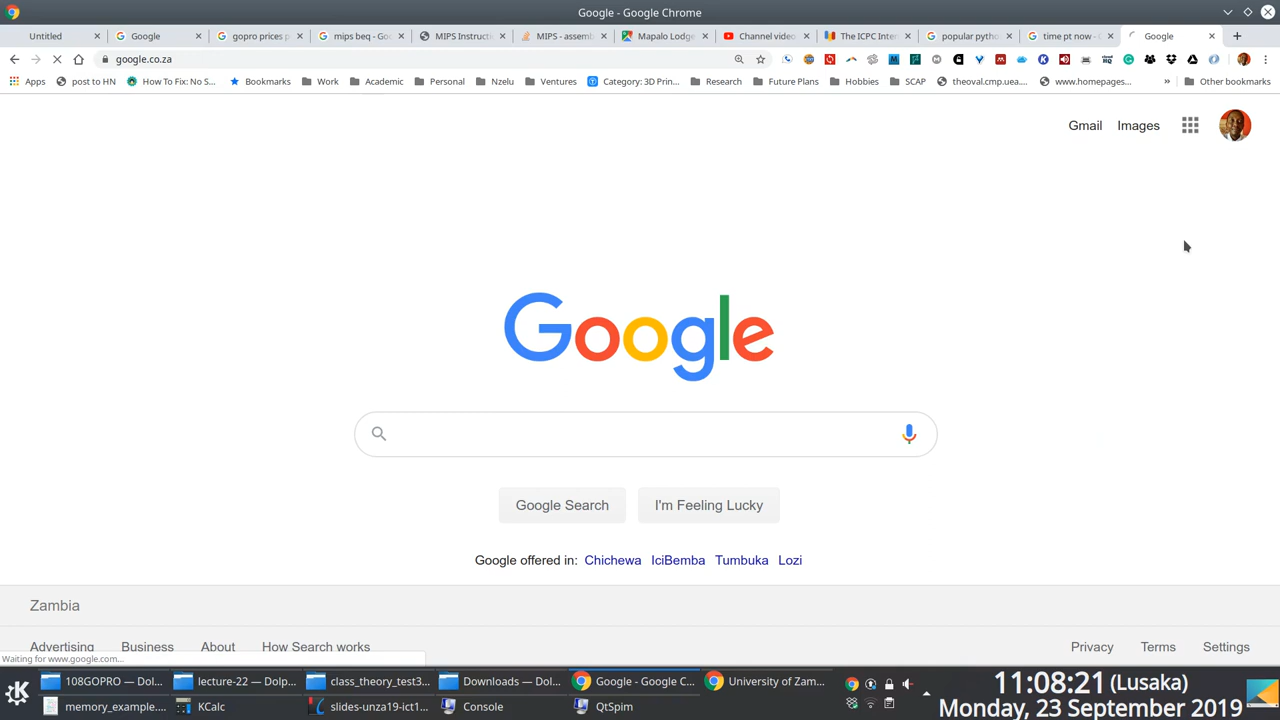 Google - Google Chrome
Untitled
Google
gopro prices p
mips beq - Go
MIPS Instructi
MIPS - assemb
Mapalo Lodge
Channel video
The ICPC Inter
popular pytho
time pt now - G
Google
google.co.za
Apps
post to HN
How To Fix: No S...
Bookmarks
Work
Academic
Personal
Nzelu
Ventures
Category: 3D Prin...
Research
Future Plans
Hobbies
SCAP
theoval.cmp.uea....
www.homepages...
»
Other bookmarks
Gmail
Images
Google
Google Search
I'm Feeling Lucky
Google offered in: Chichewa IciBemba Tumbuka Lozi
Zambia
Advertising
Business
About
How Search works
Privacy
Terms
Settings
Waiting for www.google.com...
108GOPRO — Dol...
lecture-22 — Dolp...
class_theory_test3...
Downloads — Dol...
Google - Google C...
University of Zam...
memory_example....
KCalc
slides-unza19-ict1...
Console
QtSpim
11:08:21 (Lusaka)
Monday, 23 September 2019